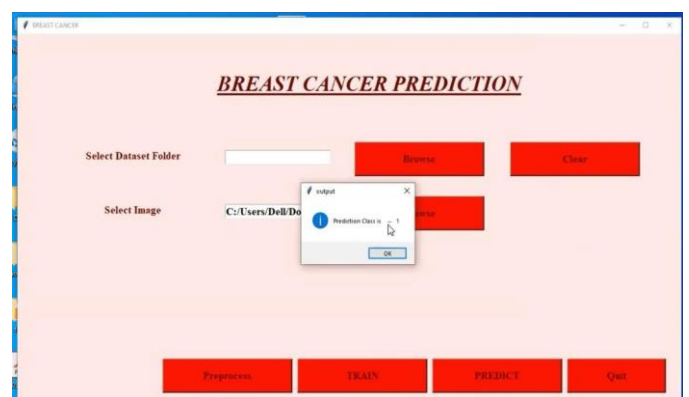 BREAST CANCER
BREAST CANCER PREDICTION
Select Dataset Folder
Browse
Clear
output
Select Image
C:/Users/Dell/Do
Prediction Class is ... 1
OK
Preprocess
TRAIN
PREDICT
Quit